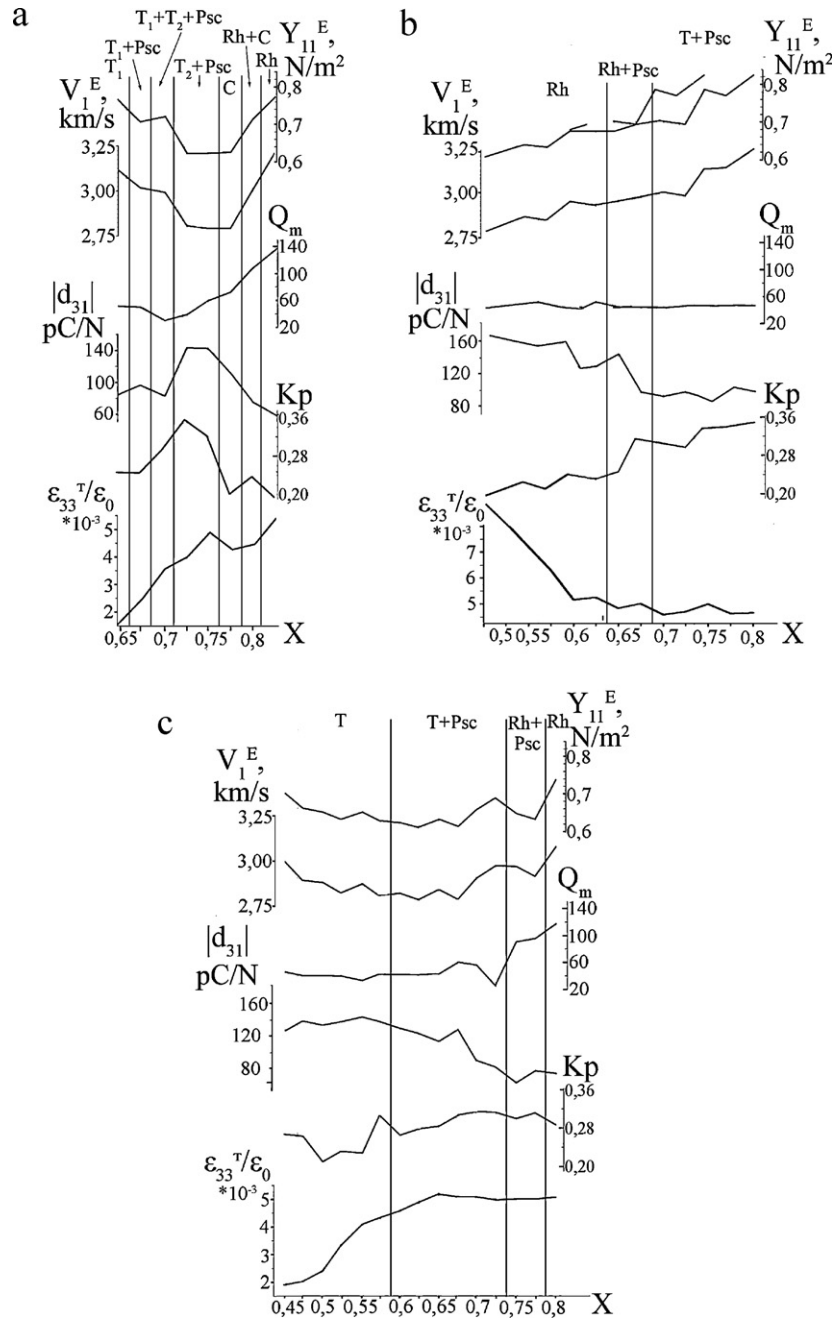 a
T₁+T₂+Psc
T₁+Psc
Rh+C
Y₁₁ᴱ,
N/m²
T₁
T₂+Psc
C
Rh
V₁ᴱ,
km/s
0,8
0,7
0,6
3,25
3,00
2,75
Qₘ
140
100
60
20
|d₃₁|
pC/N
140
100
60
Kp
0,36
0,28
0,20
ε₃₃ᵀ/ε₀
*10⁻³
5
4
3
2
0,65
0,7
0,75
0,8
X
b
T+Psc
Y₁₁ᴱ,
N/m²
Rh
Rh+Psc
V₁ᴱ,
km/s
0,8
0,7
0,6
3,25
3,00
2,75
Qₘ
140
100
60
20
|d₃₁|
pC/N
160
120
80
Kp
0,36
0,28
0,20
ε₃₃ᵀ/ε₀
*10⁻³
7
6
5
0,5
0,55
0,6
0,65
0,7
0,75
0,8
X
c
T
T+Psc
Rh+
Psc
Rh
Y₁₁ᴱ,
N/m²
V₁ᴱ,
km/s
0,8
0,7
0,6
3,25
3,00
2,75
Qₘ
140
100
60
20
|d₃₁|
pC/N
160
120
80
Kp
0,36
0,28
0,20
ε₃₃ᵀ/ε₀
*10⁻³
5
4
3
2
0,45
0,5
0,55
0,6
0,65
0,7
0,75
0,8
X